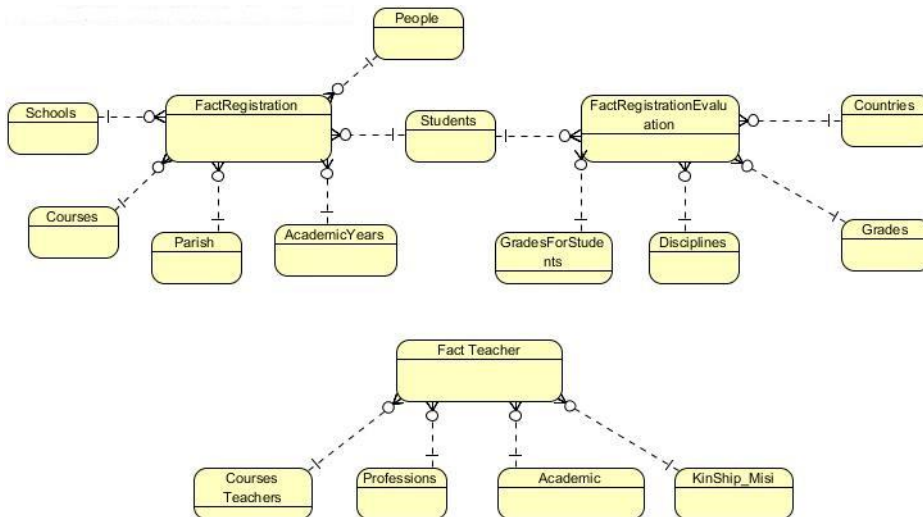 People
FactRegistration
FactRegistrationEvalu
ation
Countries
Schools
Students
Courses
Parish
AcademicYears
GradesForStude
nts
Disciplines
Grades
Fact Teacher
Courses
Teachers
Professions
Academic
KinShip_Misi